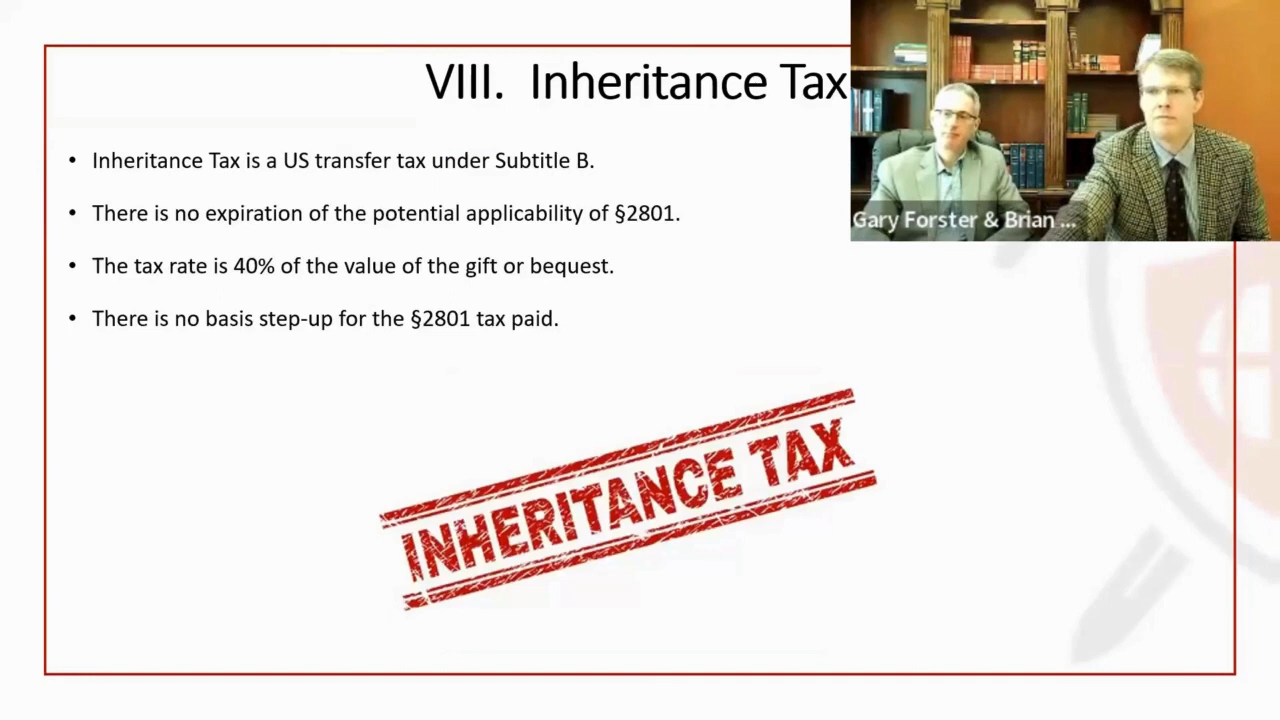 VIII. Inheritance Tax
• Inheritance Tax is a US transfer tax under Subtitle B.
• There is no expiration of the potential applicability of §2801.
• The tax rate is 40% of the value of the gift or bequest.
• There is no basis step-up for the §2801 tax paid.
Gary Forster & Brian ...
INHERITANCE TAX